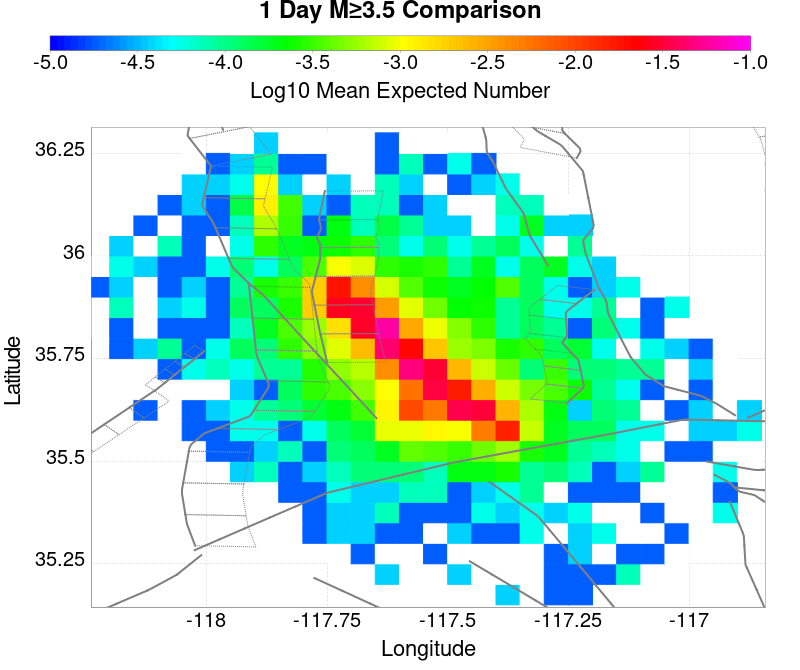 1 Day M≥3.5 Comparison
-5.0 -4.5 -4.0 -3.5 -3.0 -2.5 -2.0 -1.5 -1.0
Log10 Mean Expected Number
36.25
36
35.75
35.5
35.25
Latitude
-118 -117.75 -117.5 -117.25 -117
Longitude